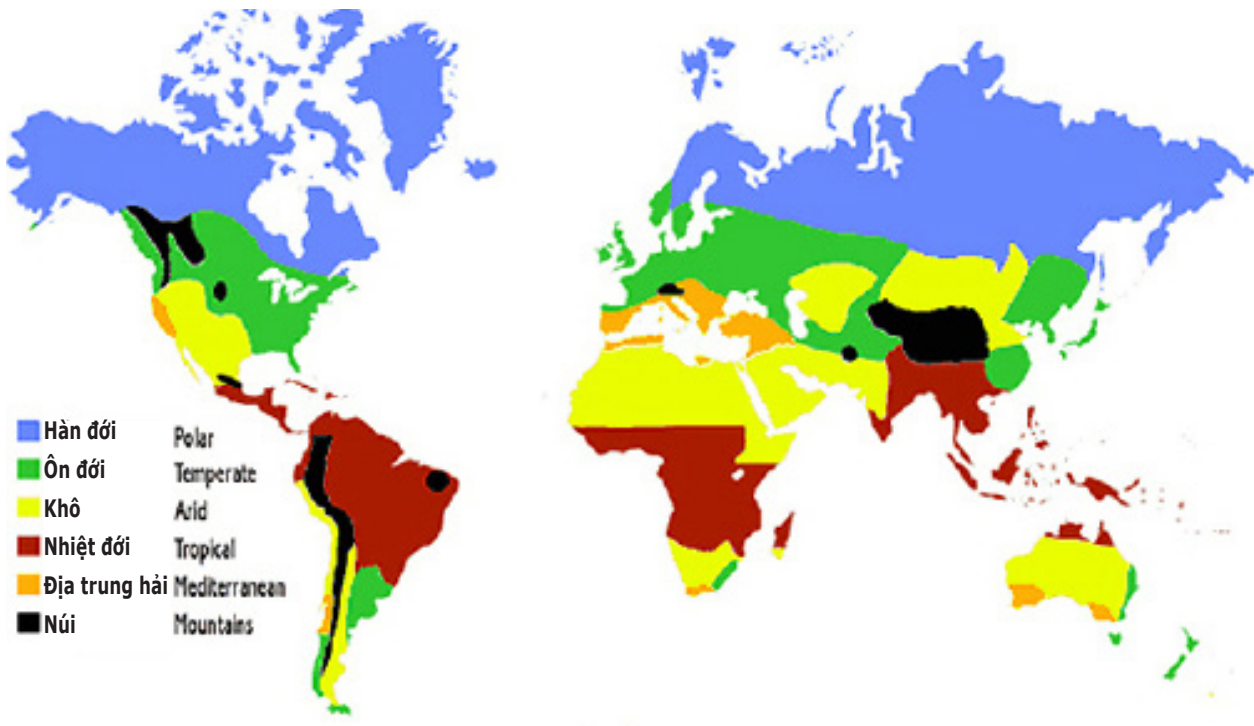 Hàn đới Polar
Ôn đới Temperate
Khô Arid
Nhiệt đới Tropical
Địa trung hải Mediterranean
Núi Mountains